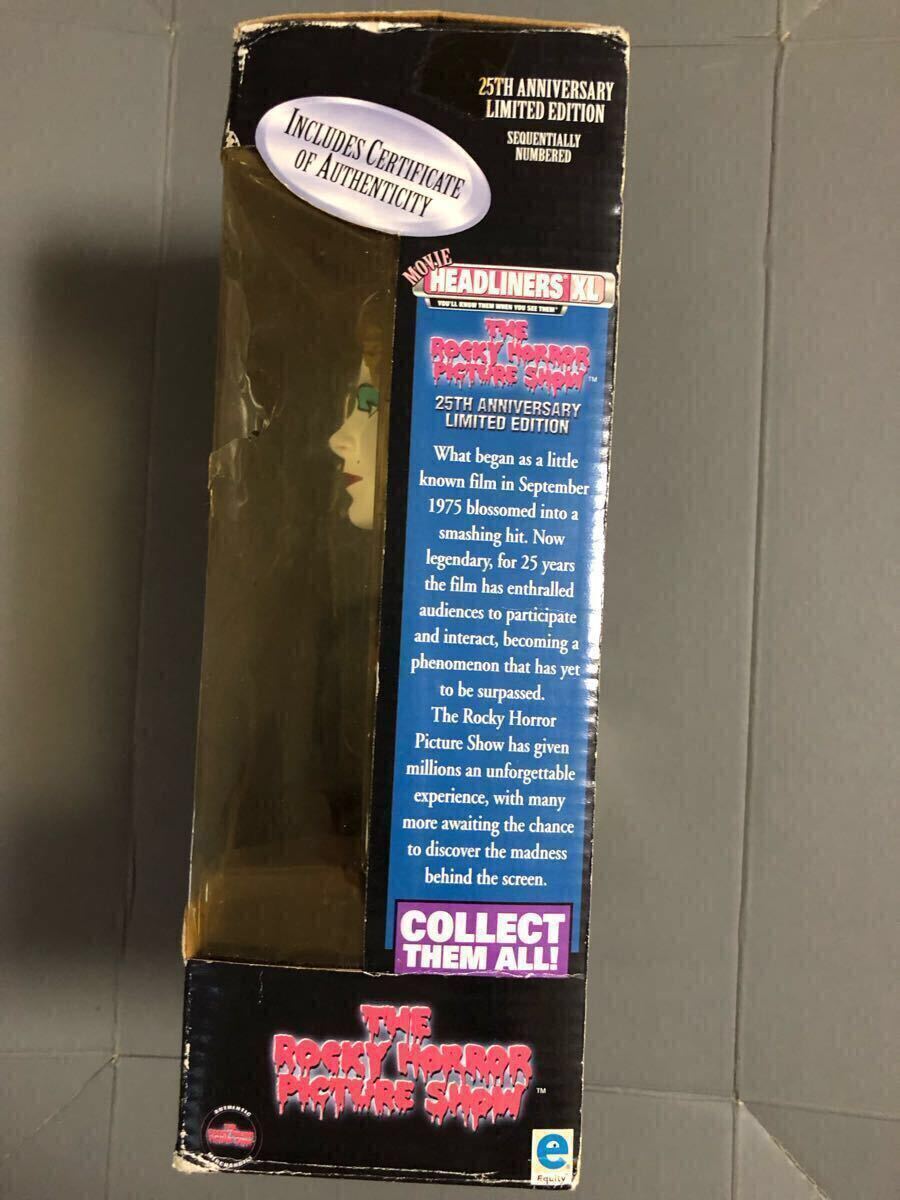 25TH ANNIVERSARY
LIMITED EDITION
SEQUENTIALLY
NUMBERED
INCLUDES CERTIFICATE
OF AUTHENTICITY
MOVIE
HEADLINERS® XL
YOU'LL KNOW THEM WHEN YOU SEE THEM™
THE
ROCKY HORROR
PICTURE SHOW™
25TH ANNIVERSARY
LIMITED EDITION
What began as a little
known film in September
1975 blossomed into a
smashing hit. Now
legendary, for 25 years
the film has enthralled
audiences to participate
and interact, becoming a
phenomenon that has yet
to be surpassed.
The Rocky Horror
Picture Show has given
millions an unforgettable
experience, with many
more awaiting the chance
to discover the madness
behind the screen.
COLLECT
THEM ALL!
THE
ROCKY HORROR
PICTURE SHOW™
AUTHENTIC
MERCHANDISE
e
Equity